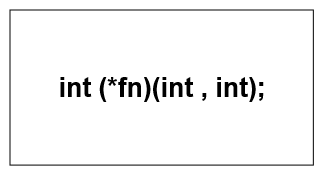 int (*fn)(int , int);